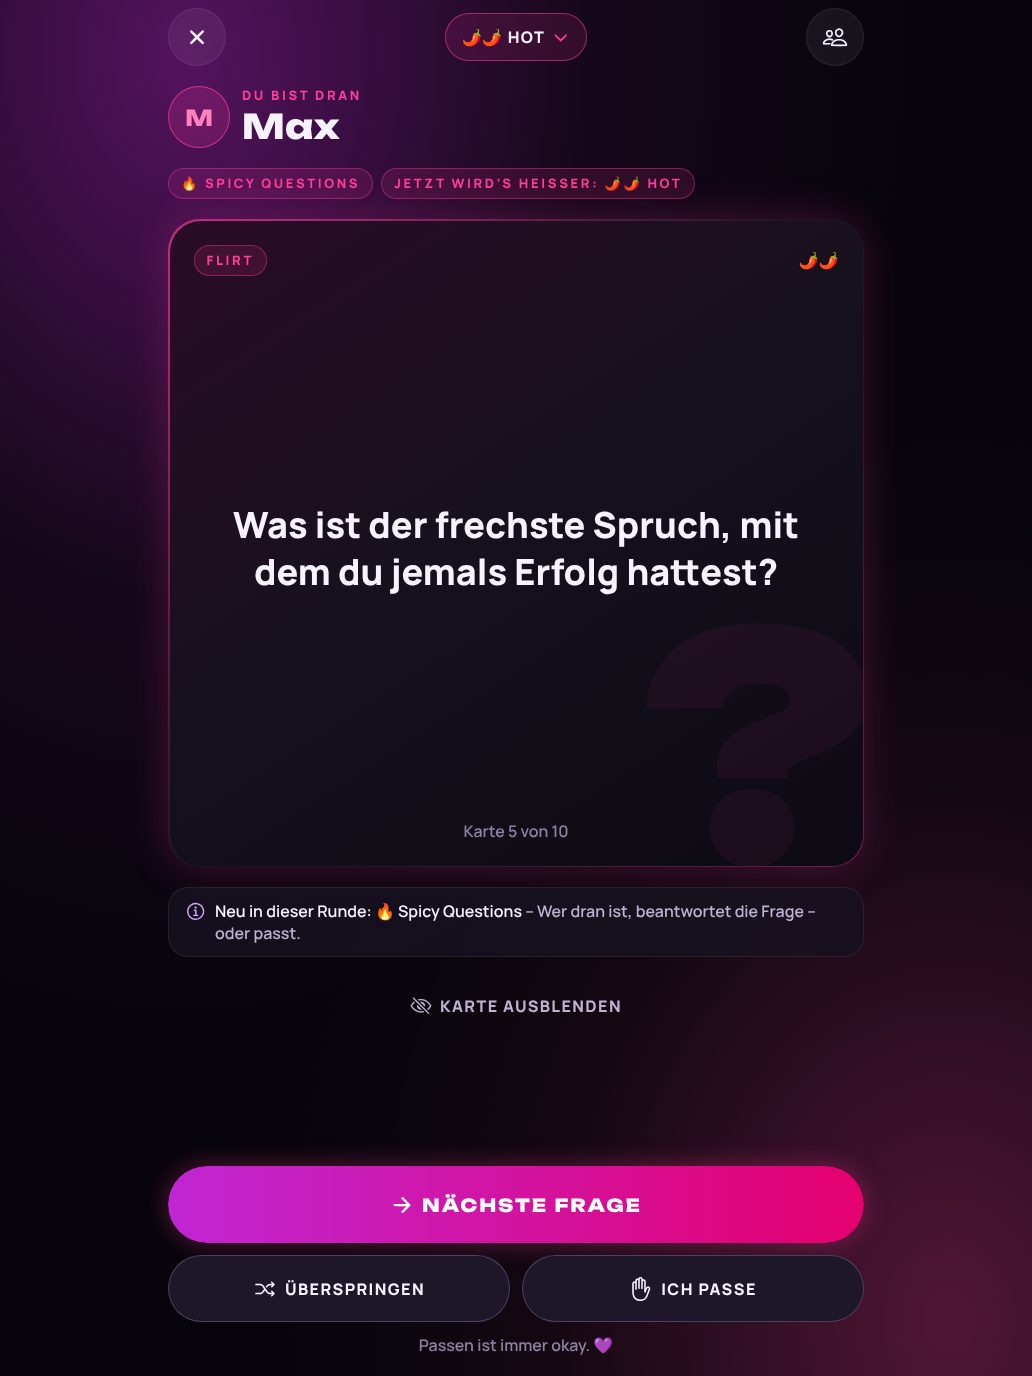 🌶️🌶️ HOT
M
DU BIST DRAN
Max
🔥 SPICY QUESTIONS
JETZT WIRD'S HEISSER: 🌶️🌶️ HOT
FLIRT
🌶️🌶️
Was ist der frechste Spruch, mit
dem du jemals Erfolg hattest?
?
Karte 5 von 10
Neu in dieser Runde: 🔥 Spicy Questions – Wer dran ist, beantwortet die Frage –
oder passt.
KARTE AUSBLENDEN
→ NÄCHSTE FRAGE
ÜBERSPRINGEN
ICH PASSE
Passen ist immer okay. 💜